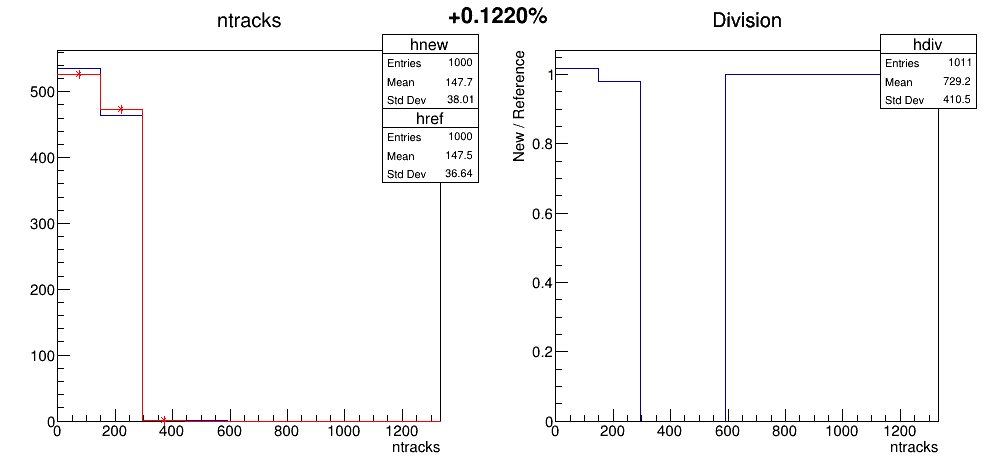 +0.1220%
ntracks
hnew
Entries 1000
Mean 147.7
Std Dev 38.01
href
Entries 1000
Mean 147.5
Std Dev 36.64
500
400
300
200
100
0
0 200 400 600 800 1000 1200
ntracks
Division
hdiv
Entries 1011
Mean 729.2
Std Dev 410.5
New / Reference
1
0.8
0.6
0.4
0.2
0
0 200 400 600 800 1000 1200
ntracks